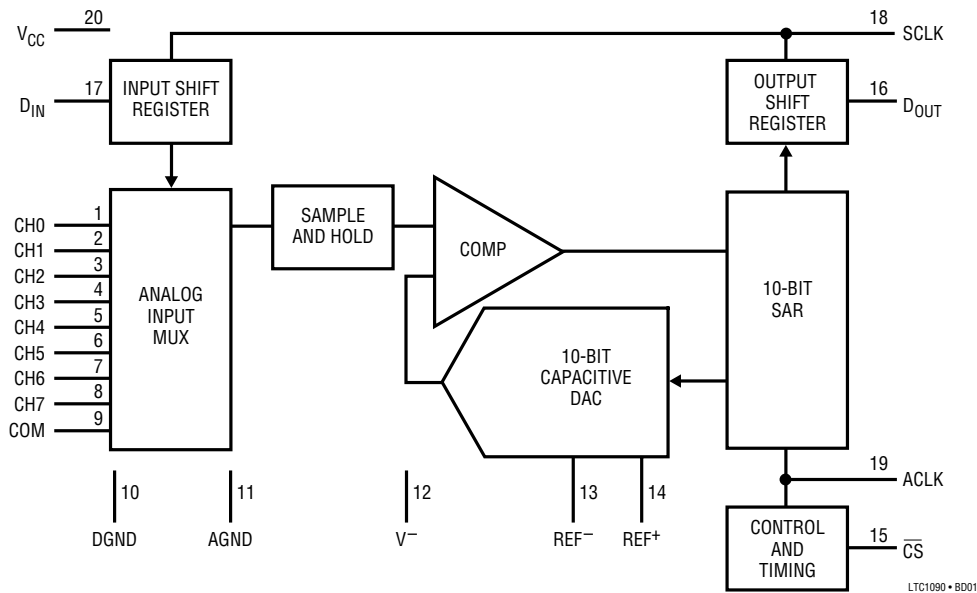 20
V_CC
18
SCLK
17
D_IN
INPUT SHIFT
REGISTER
OUTPUT
SHIFT
REGISTER
16
D_OUT
CH0
1
CH1
2
CH2
3
CH3
4
CH4
5
CH5
6
CH6
7
CH7
8
COM
9
ANALOG
INPUT
MUX
SAMPLE
AND HOLD
COMP
10-BIT
SAR
10-BIT
CAPACITIVE
DAC
10
DGND
11
AGND
12
V–
13
REF–
14
REF+
19
ACLK
CONTROL
AND
TIMING
15
C̅S̅
LTC1090 • BD01